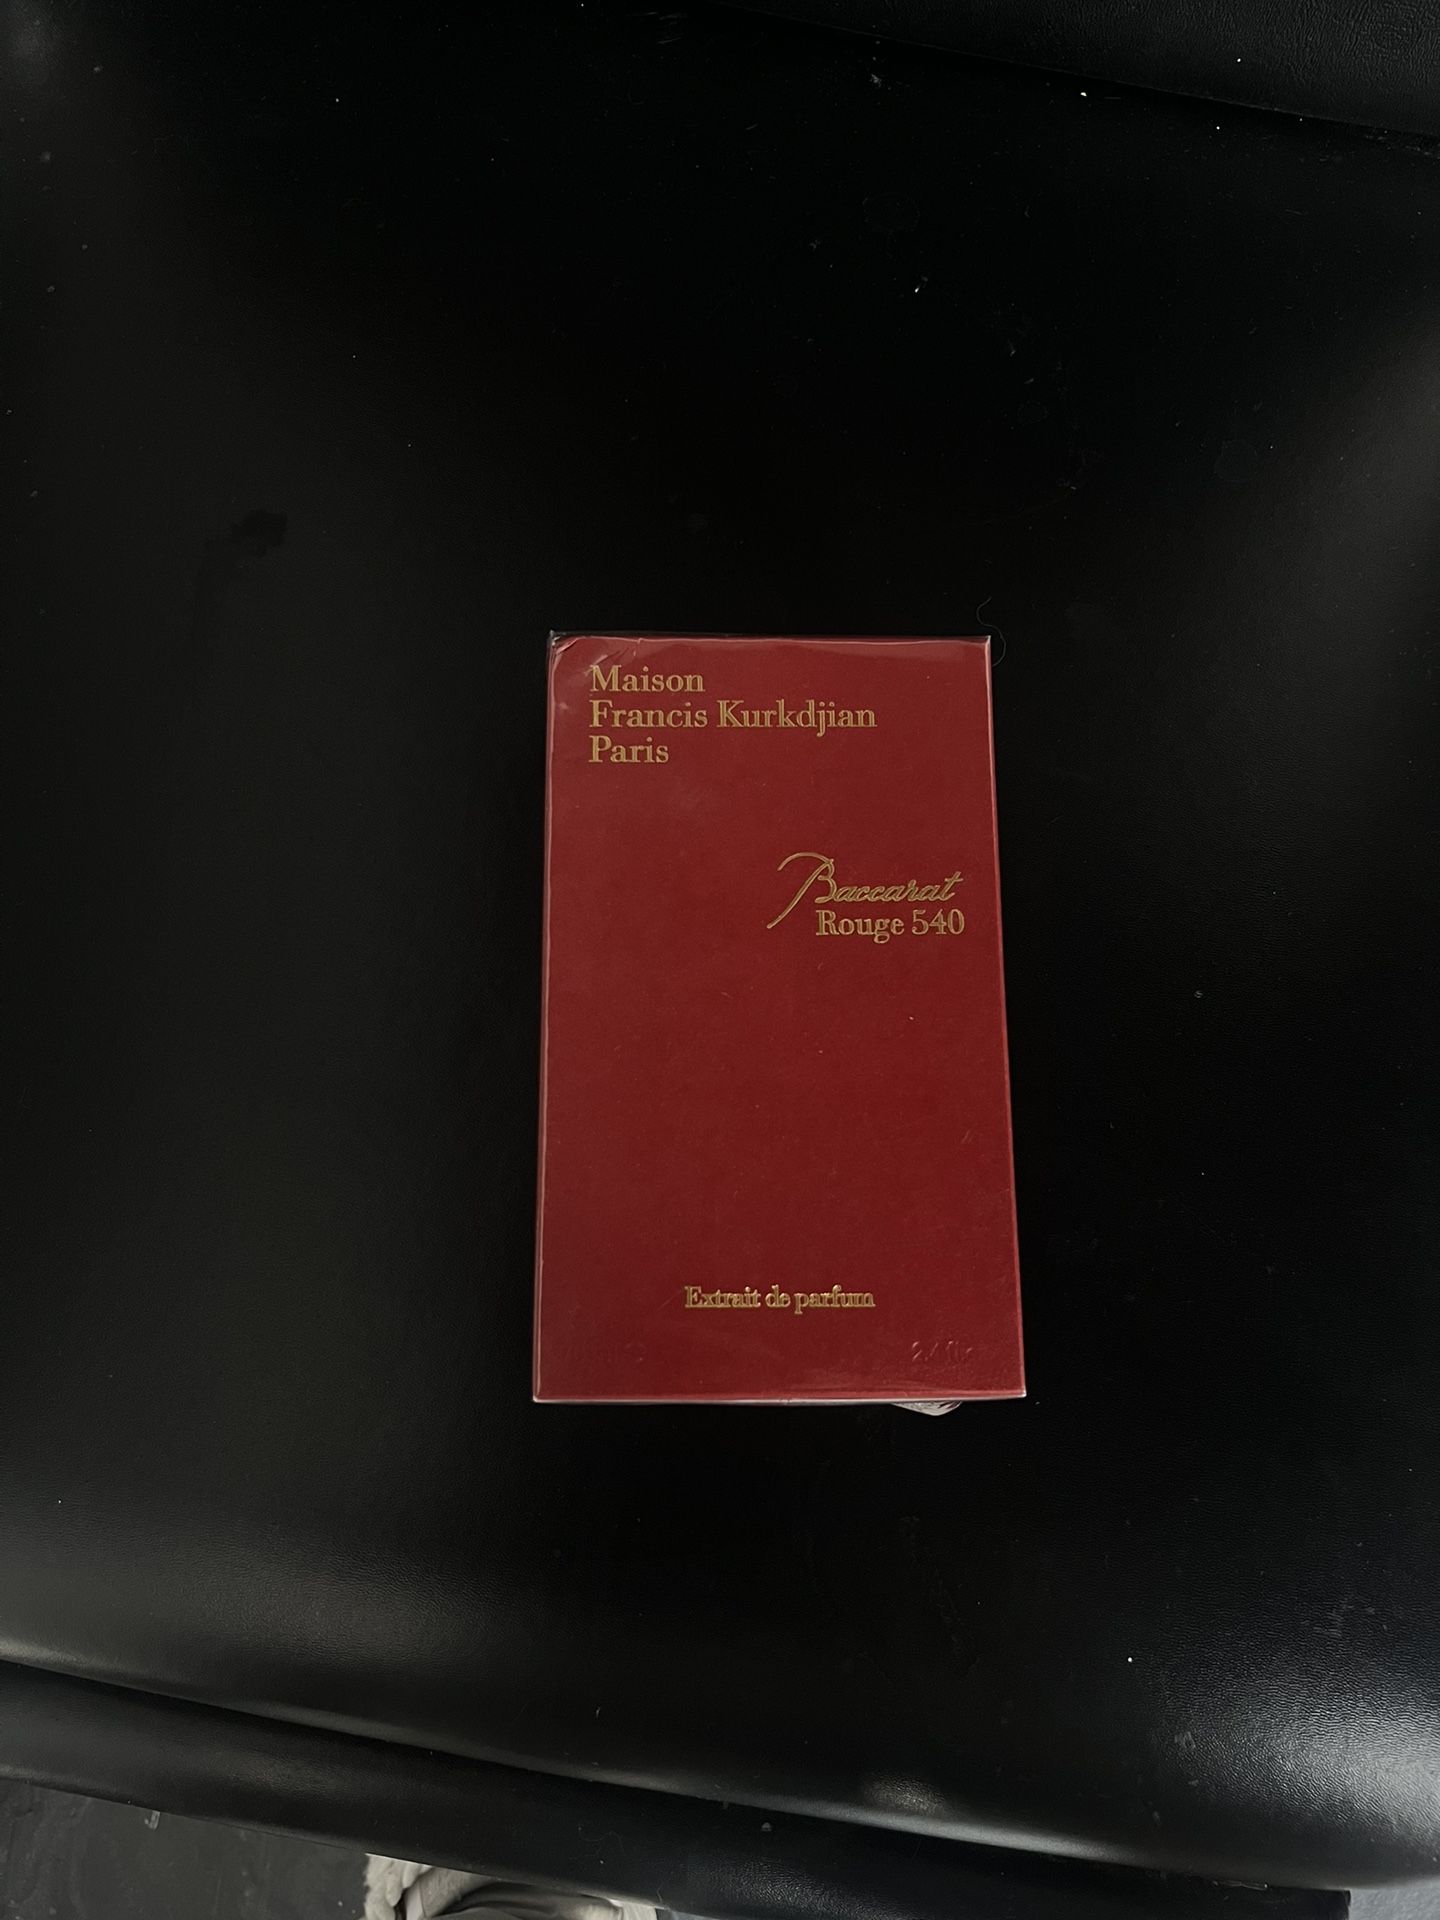 Maison
Francis Kurkdjian
Paris
Baccarat
Rouge 540
Extrait de parfum